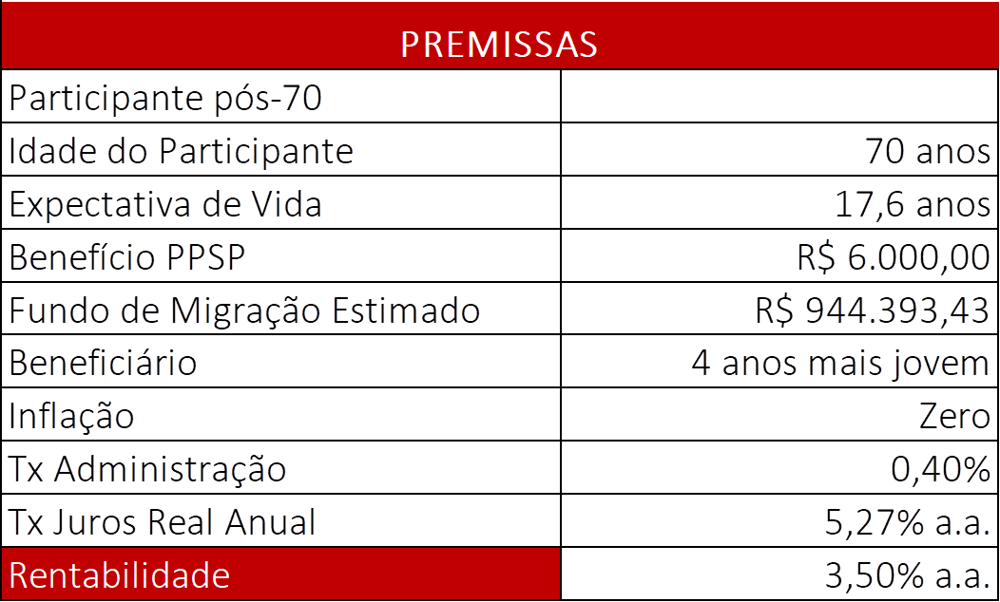 PREMISSAS
Participante pós-70
Idade do Participante 70 anos
Expectativa de Vida 17,6 anos
Benefício PPSP R$ 6.000,00
Fundo de Migração Estimado R$ 944.393,43
Beneficiário 4 anos mais jovem
Inflação Zero
Tx Administração 0,40%
Tx Juros Real Anual 5,27% a.a.
Rentabilidade 3,50% a.a.